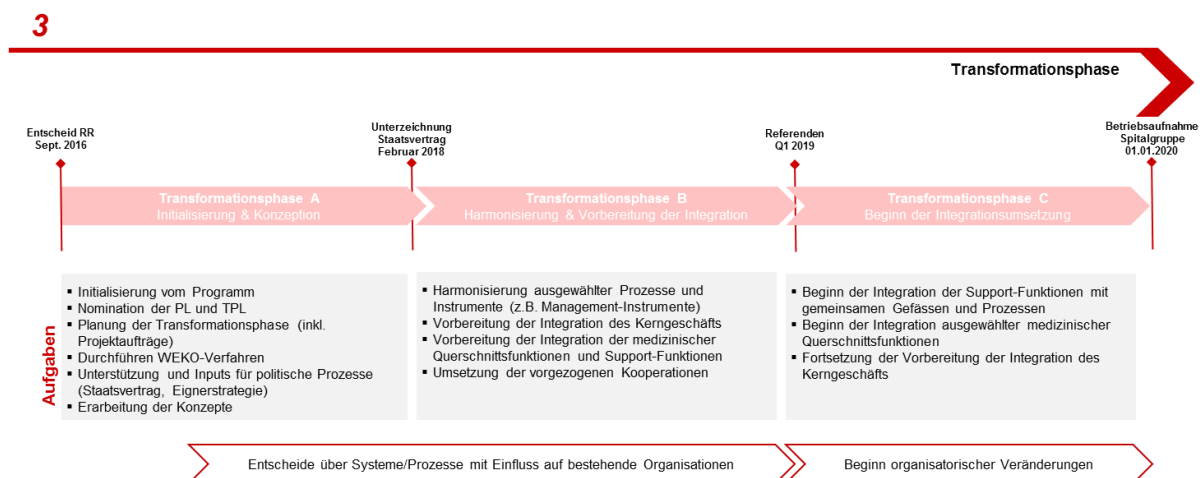 3
Transformationsphase
Entscheid RR
Sept. 2016
Unterzeichnung
Staatsvertrag
Februar 2018
Referenden
Q1 2019
Betriebsaufnahme
Spitalgruppe
01.01.2020
Transformationsphase A
Initialisierung & Konzeption
Transformationsphase B
Harmonisierung & Vorbereitung der Integration
Transformationsphase C
Beginn der Integrationsumsetzung
Aufgaben
▪ Initialisierung vom Programm
▪ Nomination der PL und TPL
▪ Planung der Transformationsphase (inkl.
Projektaufträge)
▪ Durchführen WEKO-Verfahren
▪ Unterstützung und Inputs für politische Prozesse
(Staatsvertrag, Eignerstrategie)
▪ Erarbeitung der Konzepte
▪ Harmonisierung ausgewählter Prozesse und
Instrumente (z.B. Management-Instrumente)
▪ Vorbereitung der Integration des Kerngeschäfts
▪ Vorbereitung der Integration der medizinischer
Querschnittsfunktionen und Support-Funktionen
▪ Umsetzung der vorgezogenen Kooperationen
▪ Beginn der Integration der Support-Funktionen mit
gemeinsamen Gefässen und Prozessen
▪ Beginn der Integration ausgewählter medizinischer
Querschnittsfunktionen
▪ Fortsetzung der Vorbereitung der Integration des
Kerngeschäfts
Entscheide über Systeme/Prozesse mit Einfluss auf bestehende Organisationen
Beginn organisatorischer Veränderungen